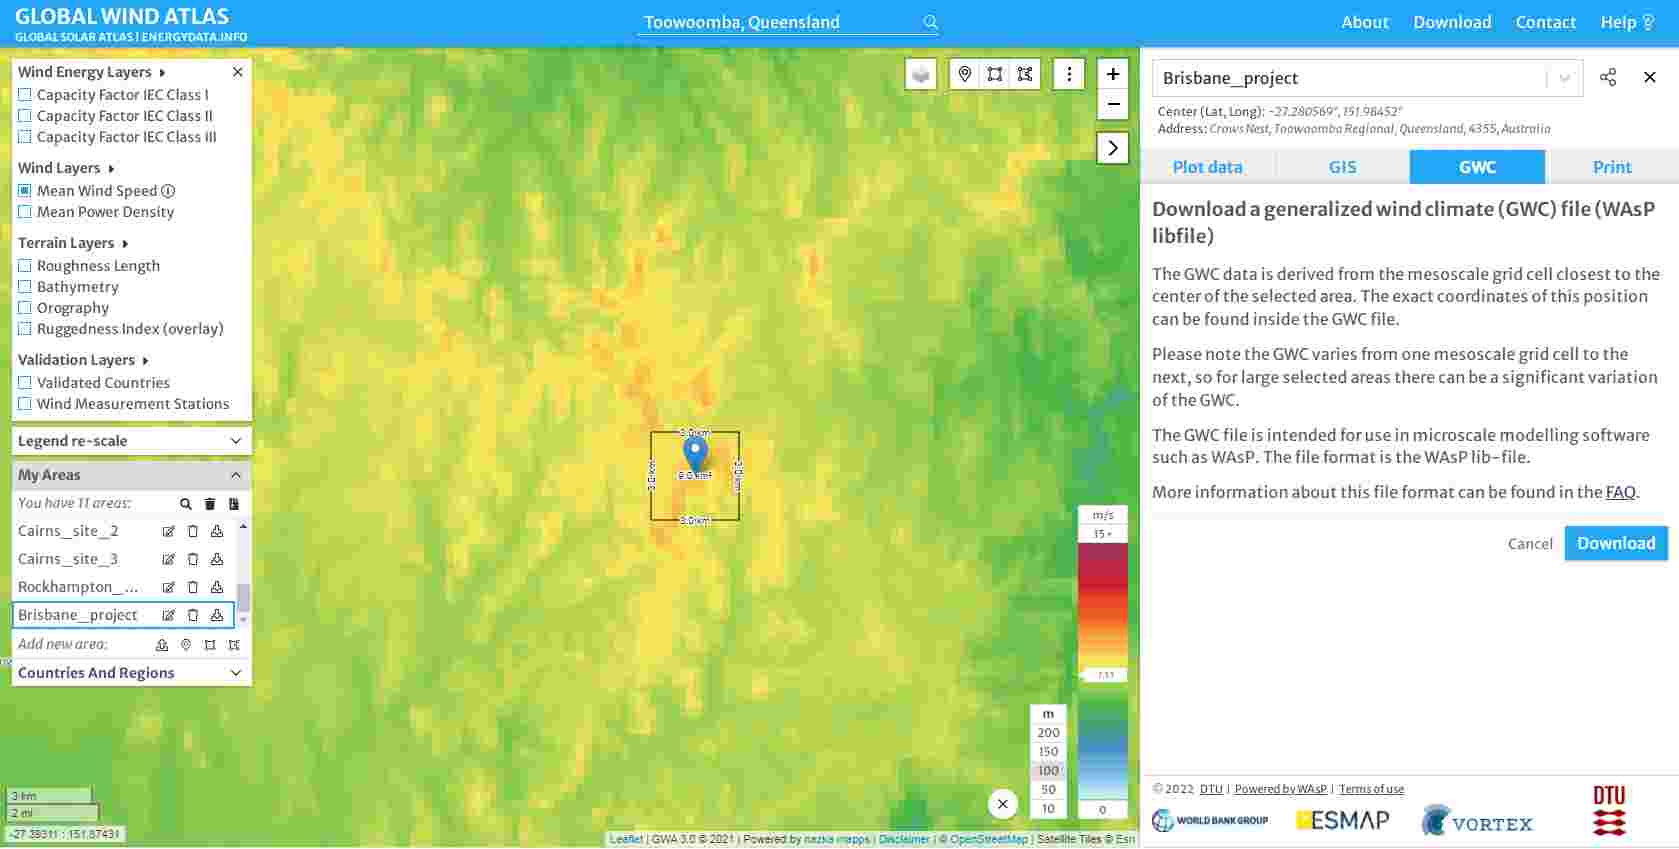 GLOBAL WIND ATLAS
GLOBAL SOLAR ATLAS | ENERGYDATA.INFO
Toowoomba, Queensland
About
Download
Contact
Help
Wind Energy Layers
Capacity Factor IEC Class I
Capacity Factor IEC Class II
Capacity Factor IEC Class III
Wind Layers
Mean Wind Speed
Mean Power Density
Terrain Layers
Roughness Length
Bathymetry
Orography
Ruggedness Index (overlay)
Validation Layers
Validated Countries
Wind Measurement Stations
Legend re-scale
My Areas
You have 11 areas:
Cairns_site_2
Cairns_site_3
Rockhampton_...
Brisbane_project
Add new area:
Countries And Regions
3 km
2 mi
-27.39311 : 151.87431
3.0 km
3.0 km
9.0 km²
3.0 km
3.0 km
m/s
15+
7.51
0
m
200
150
100
50
10
Leaflet | GWA 3.0 © 2021 | Powered by nazka mapps | Disclaimer | © OpenStreetMap | Satellite Tiles © Esri
Brisbane_project
Center (Lat, Long): -27.280569°, 151.98452°
Address: Crows Nest, Toowoomba Regional, Queensland, 4355, Australia
Plot data
GIS
GWC
Print
Download a generalized wind climate (GWC) file (WAsP
libfile)
The GWC data is derived from the mesoscale grid cell closest to the
center of the selected area. The exact coordinates of this position
can be found inside the GWC file.
Please note the GWC varies from one mesoscale grid cell to the
next, so for large selected areas there can be a significant variation
of the GWC.
The GWC file is intended for use in microscale modelling software
such as WAsP. The file format is the WAsP lib-file.
More information about this file format can be found in the FAQ.
Cancel
Download
© 2022 DTU | Powered by WAsP | Terms of use
WORLD BANK GROUP
ESMAP
VORTEX
DTU